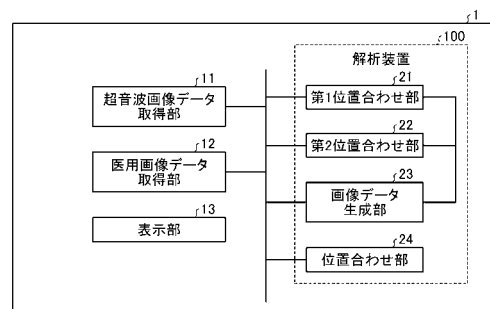 1
100
解析装置
11
超音波画像データ
取得部
12
医用画像データ
取得部
13
表示部
21
第1位置合わせ部
22
第2位置合わせ部
23
画像データ
生成部
24
位置合わせ部